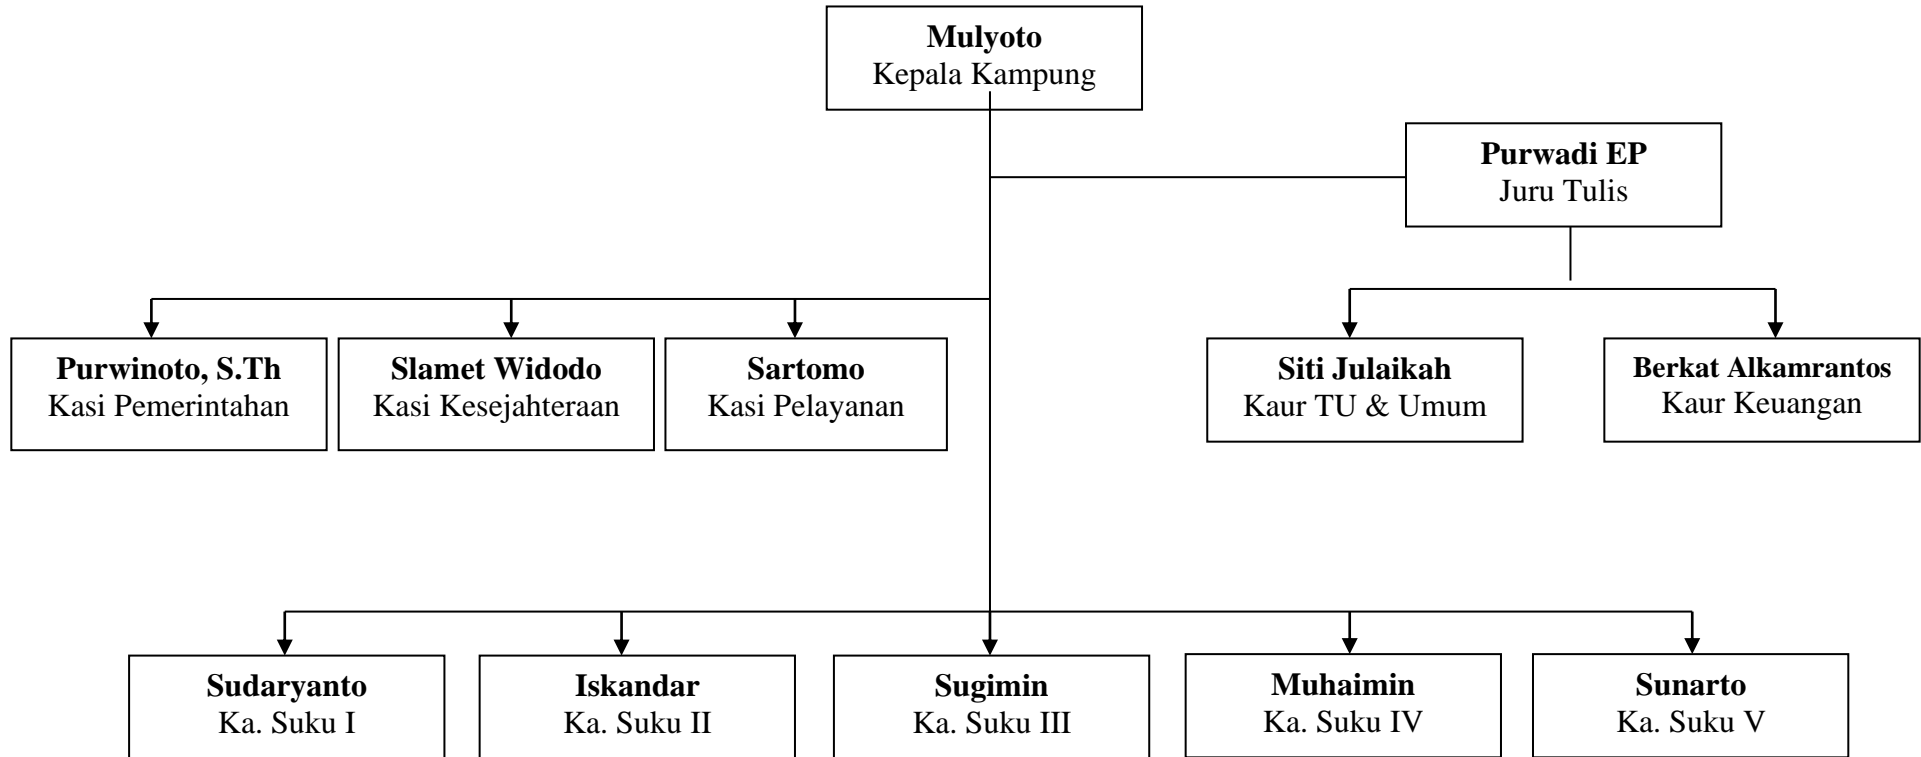 Mulyoto
Kepala Kampung
Purwadi EP
Juru Tulis
Purwinoto, S.Th
Kasi Pemerintahan
Slamet Widodo
Kasi Kesejahteraan
Sartomo
Kasi Pelayanan
Siti Julaikah
Kaur TU & Umum
Berkat Alkamrantos
Kaur Keuangan
Sudaryanto
Ka. Suku I
Iskandar
Ka. Suku II
Sugimin
Ka. Suku III
Muhaimin
Ka. Suku IV
Sunarto
Ka. Suku V